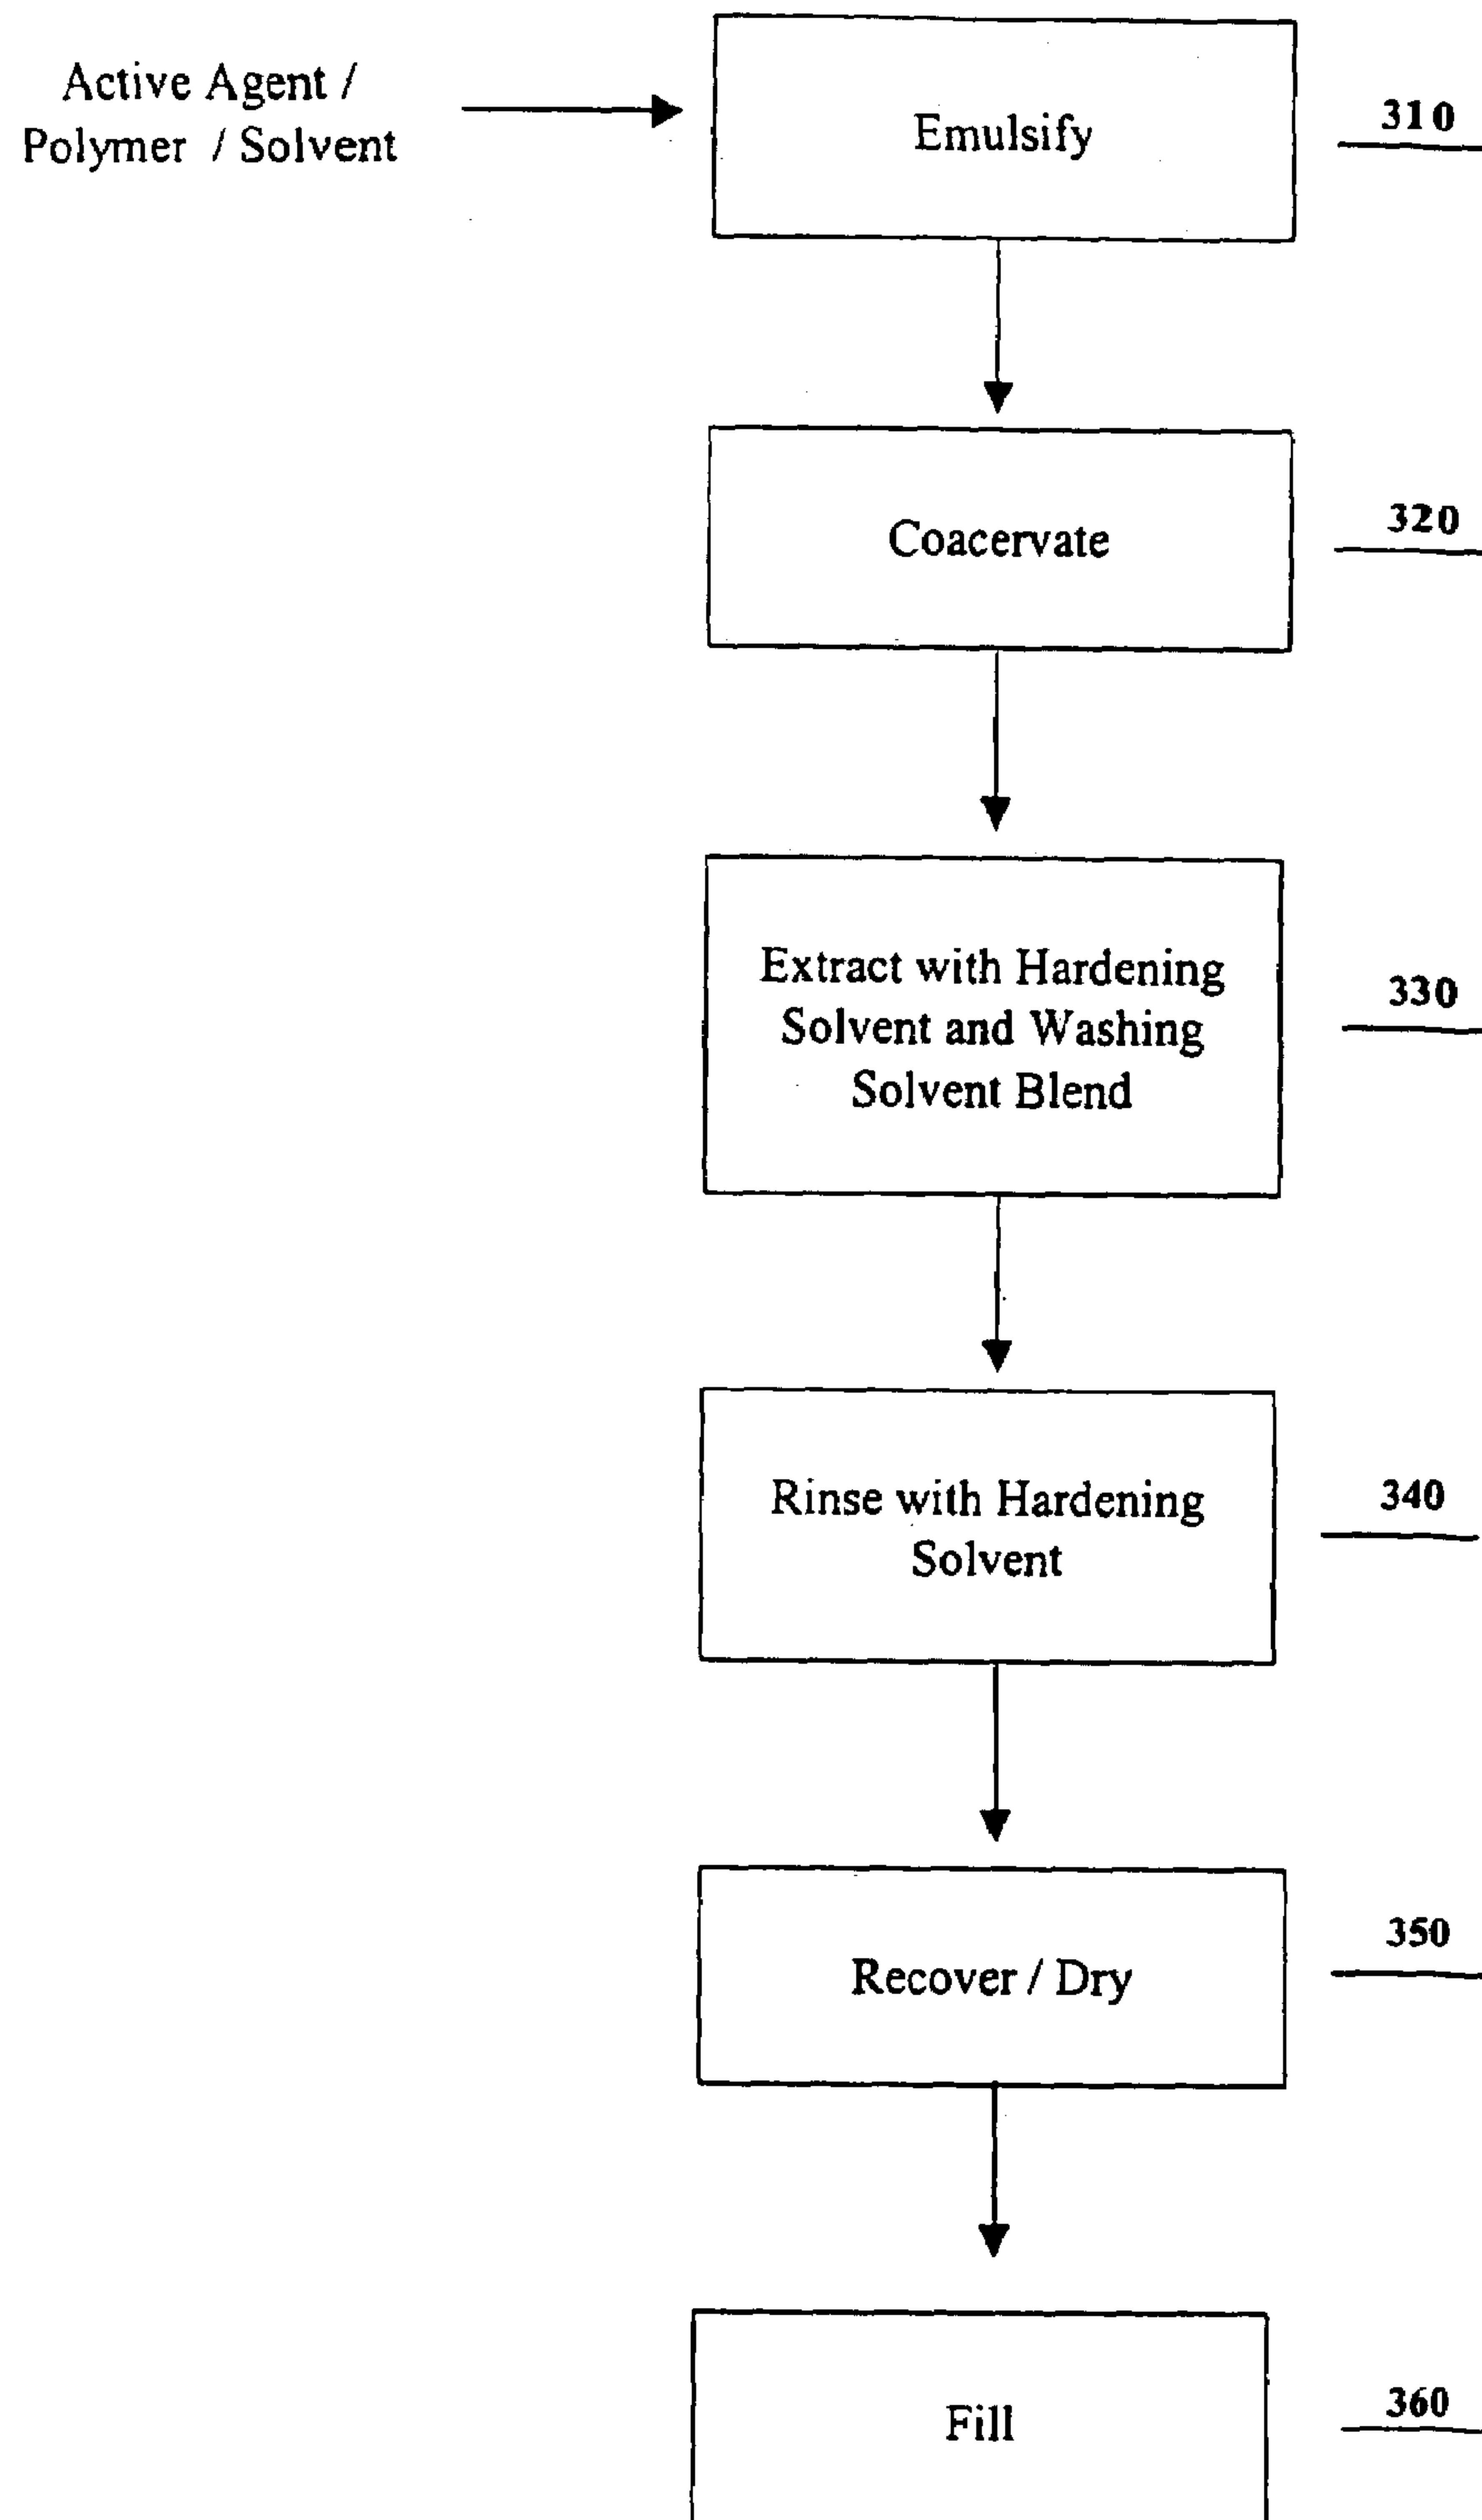 Active Agent /
Polymer / Solvent
Emulsify
310
Coacervate
320
Extract with Hardening
Solvent and Washing
Solvent Blend
330
Rinse with Hardening
Solvent
340
Recover / Dry
350
Fill
360